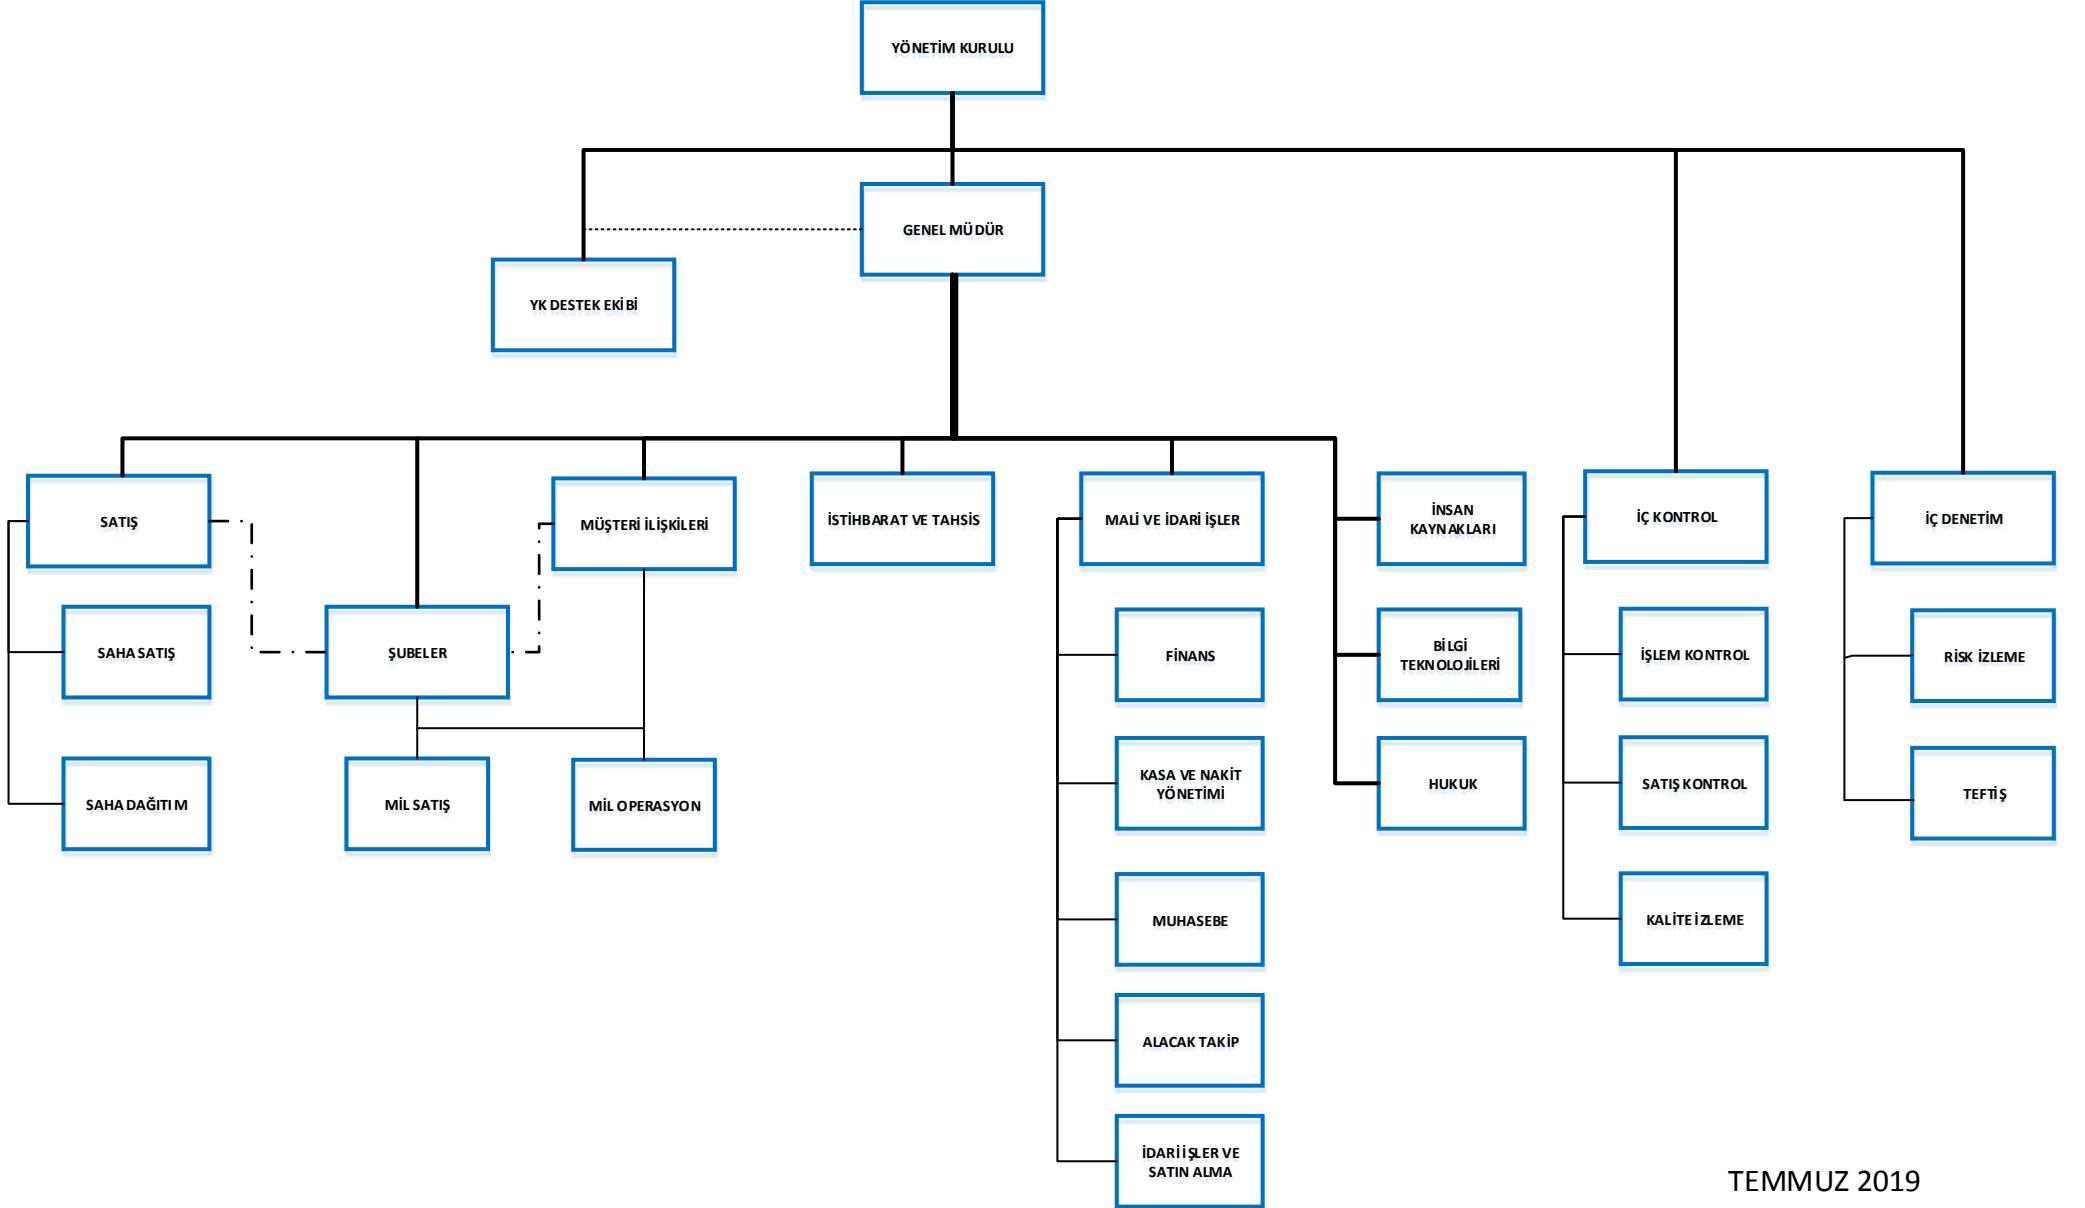 YÖNETİM KURULU
GENEL MÜDÜR
YK DESTEK EKİBİ
SATIŞ
MÜŞTERİ İLİŞKİLERİ
İSTİHBARAT VE TAHSİS
MALİ VE İDARİ İŞLER
İNSAN
KAYNAKLARI
İÇ KONTROL
İÇ DENETİM
SAHA SATIŞ
ŞUBELER
FİNANS
BİLGİ
TEKNOLOJİLERİ
İŞLEM KONTROL
RİSK İZLEME
SAHA DAĞITIM
MİL SATIŞ
MİL OPERASYON
KASA VE NAKİT
YÖNETİMİ
HUKUK
SATIŞ KONTROL
TEFTİŞ
MUHASEBE
KALİTE İZLEME
ALACAK TAKİP
İDARİ İŞLER VE
SATIN ALMA
TEMMUZ 2019